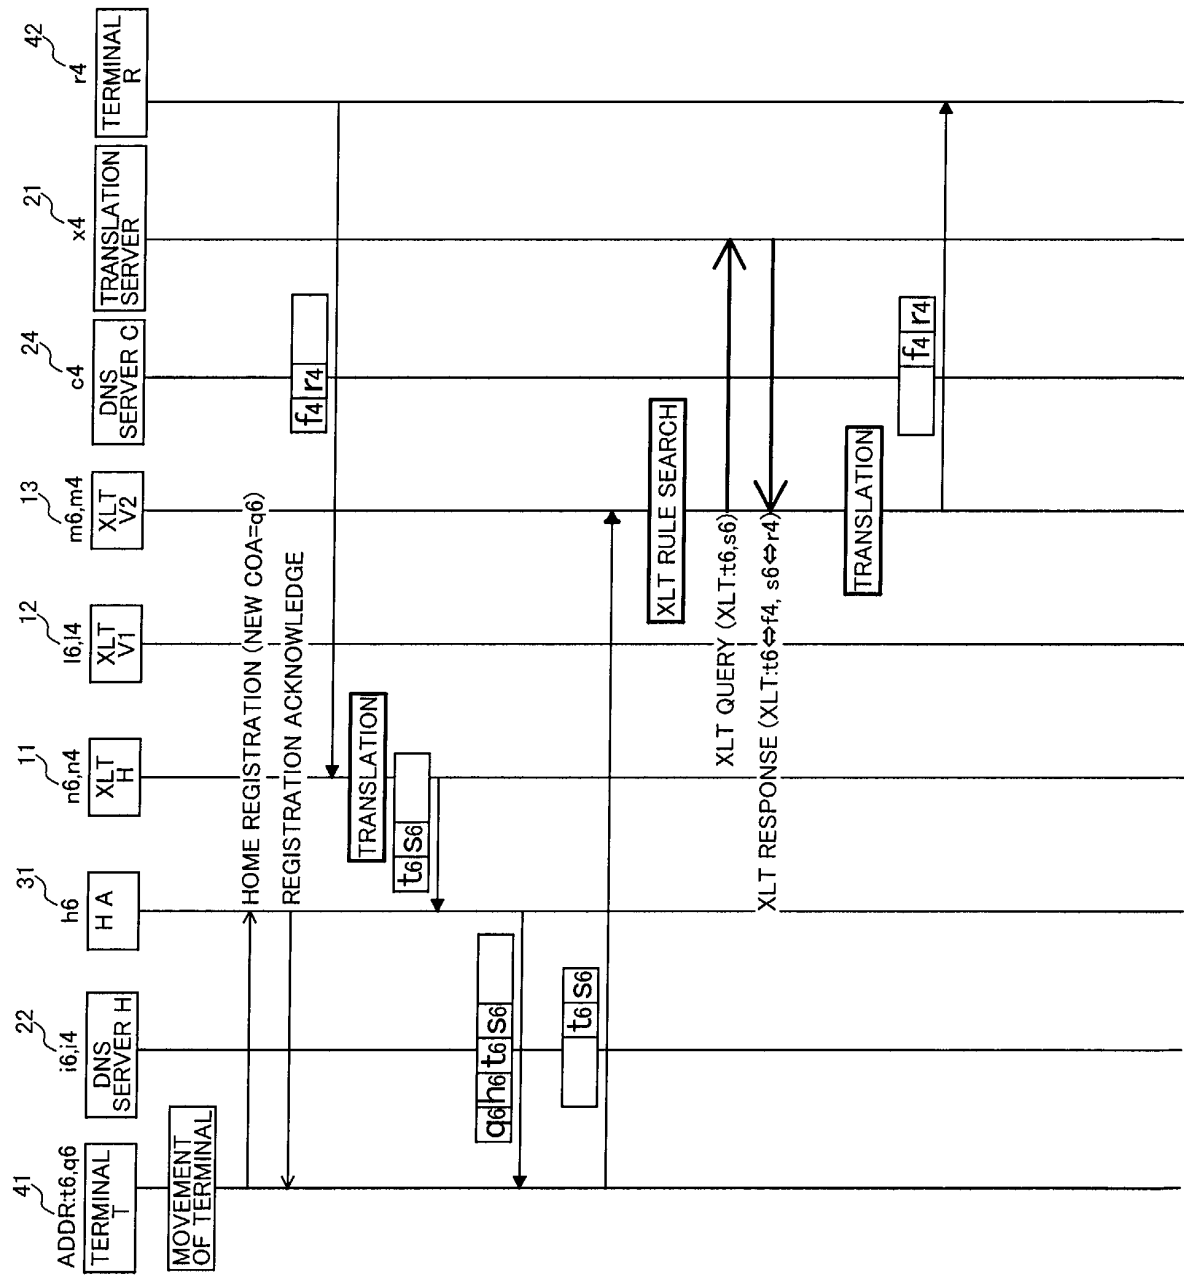 41
ADDR:t6,q6
TERMINAL
T
22
i6,i4
DNS
SERVER H
31
h6
H A
11
n6,n4
XLT
H
12
l6,l4
XLT
V1
13
m6,m4
XLT
V2
24
c4
DNS
SERVER C
21
x4
TRANSLATION
SERVER
42
r4
TERMINAL
R
MOVEMENT
OF TERMINAL
HOME REGISTRATION (NEW COA=q6)
REGISTRATION ACKNOWLEDGE
f4 r4
TRANSLATION
t6 s6
q6 h6 t6 s6
t6 s6
XLT RULE SEARCH
XLT QUERY (XLT:t6,s6)
XLT RESPONSE (XLT:t6⇔f4, s6⇔r4)
TRANSLATION
f4 r4